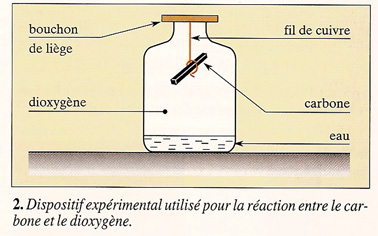 bouchon
de liège
fil de cuivre
dioxygène
carbone
eau
2. Dispositif expérimental utilisé pour la réaction entre le car-
bone et le dioxygène.